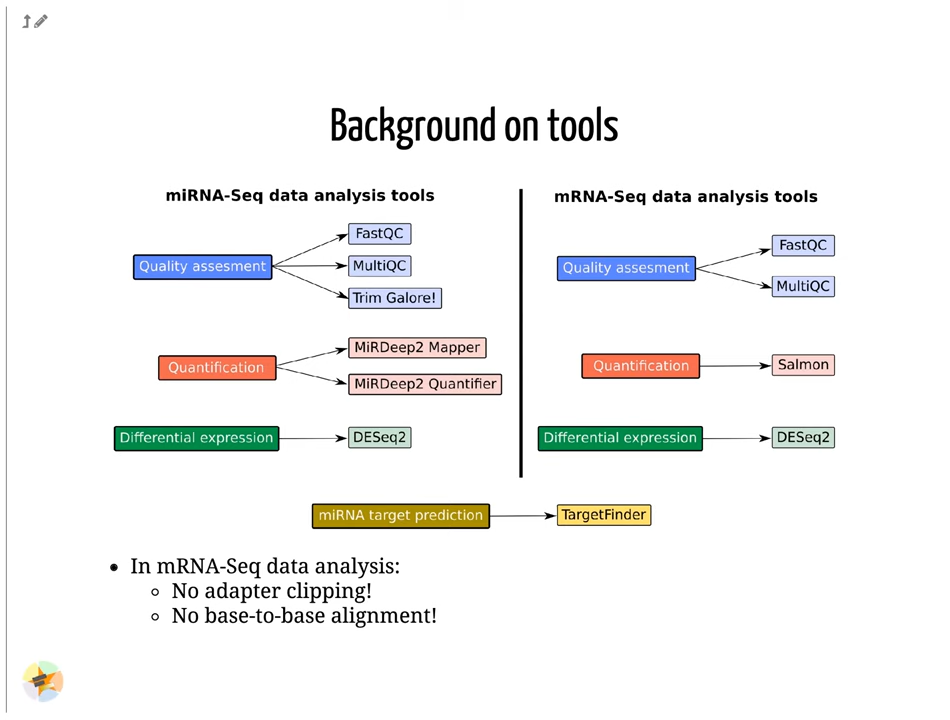 Background on tools
miRNA-Seq data analysis tools
Quality assesment
FastQC
MultiQC
Trim Galore!
Quantification
MiRDeep2 Mapper
MiRDeep2 Quantifier
Differential expression
DESeq2
mRNA-Seq data analysis tools
Quality assesment
FastQC
MultiQC
Quantification
Salmon
Differential expression
DESeq2
miRNA target prediction
TargetFinder
In mRNA-Seq data analysis:
No adapter clipping!
No base-to-base alignment!